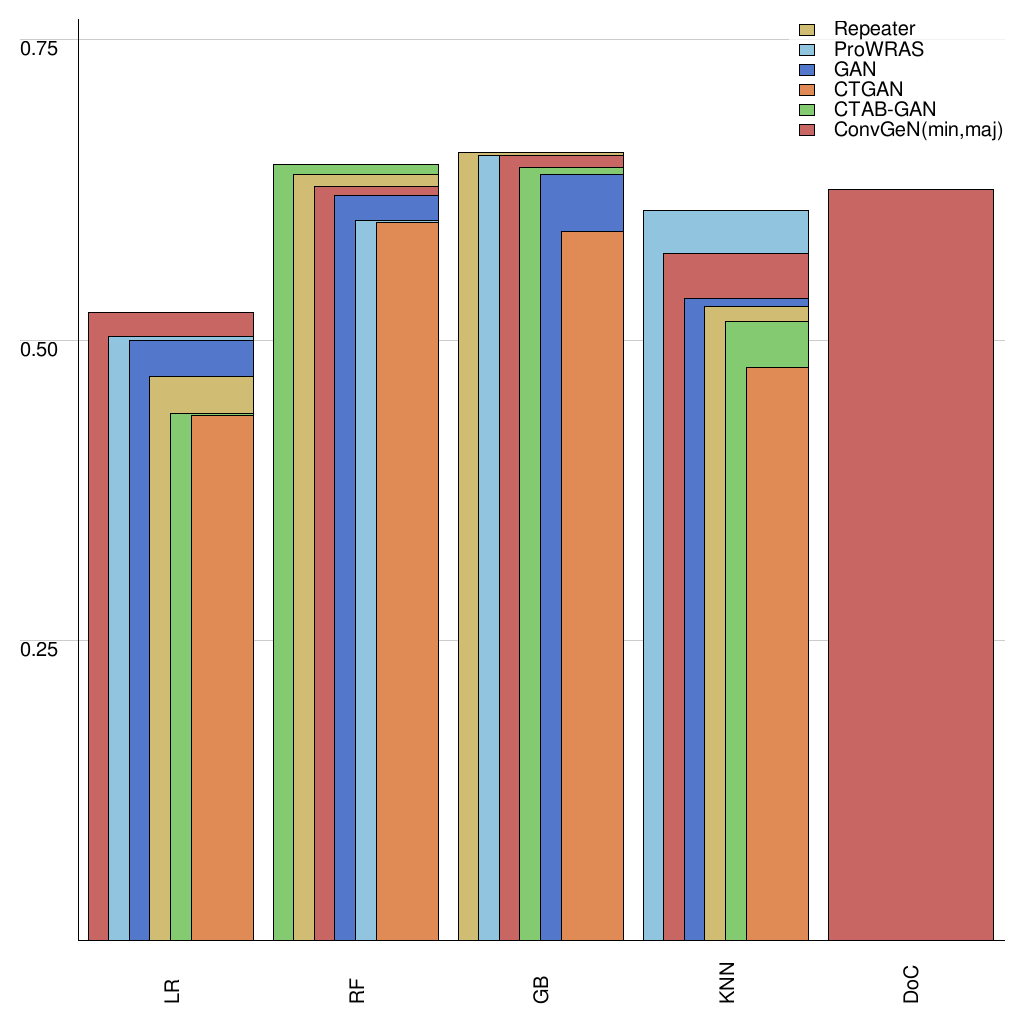 0.75
0.50
0.25
Repeater
ProWRAS
GAN
CTGAN
CTAB-GAN
ConvGeN(min,maj)
LR
RF
GB
KNN
DoC